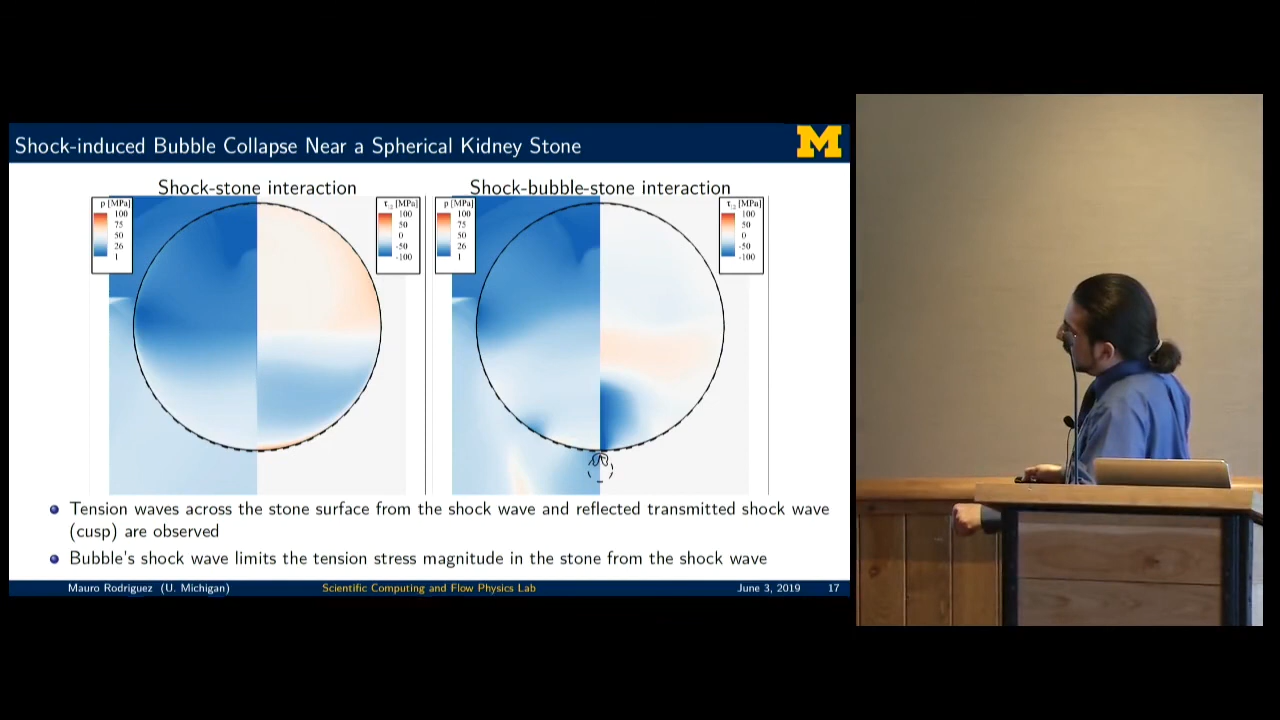 Shock-induced Bubble Collapse Near a Spherical Kidney Stone
M
Shock-stone interaction
Shock-bubble-stone interaction
p [MPa]
100
75
50
26
1
[MPa]
100
50
0
-50
-100
p [MPa]
100
75
50
26
1
[MPa]
100
50
0
-50
-100
Tension waves across the stone surface from the shock wave and reflected transmitted shock wave
(cusp) are observed
Bubble's shock wave limits the tension stress magnitude in the stone from the shock wave
Mauro Rodriguez (U. Michigan)
Scientific Computing and Flow Physics Lab
June 3, 2019
17